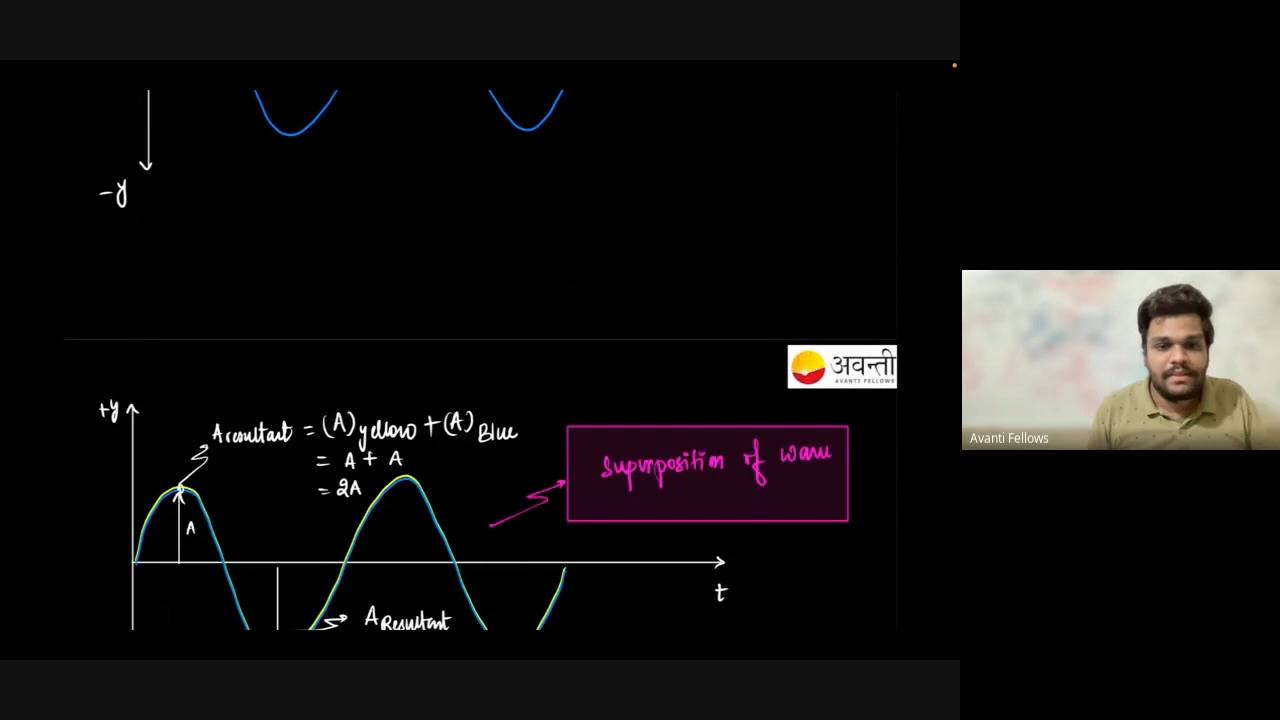 -y
अवन्ती
AVANTI FELLOWS
+y
A resultant = (A) yellow + (A) Blue
= A + A
= 2A
Superposition of wave
A
t
A Resultant
Avanti Fellows